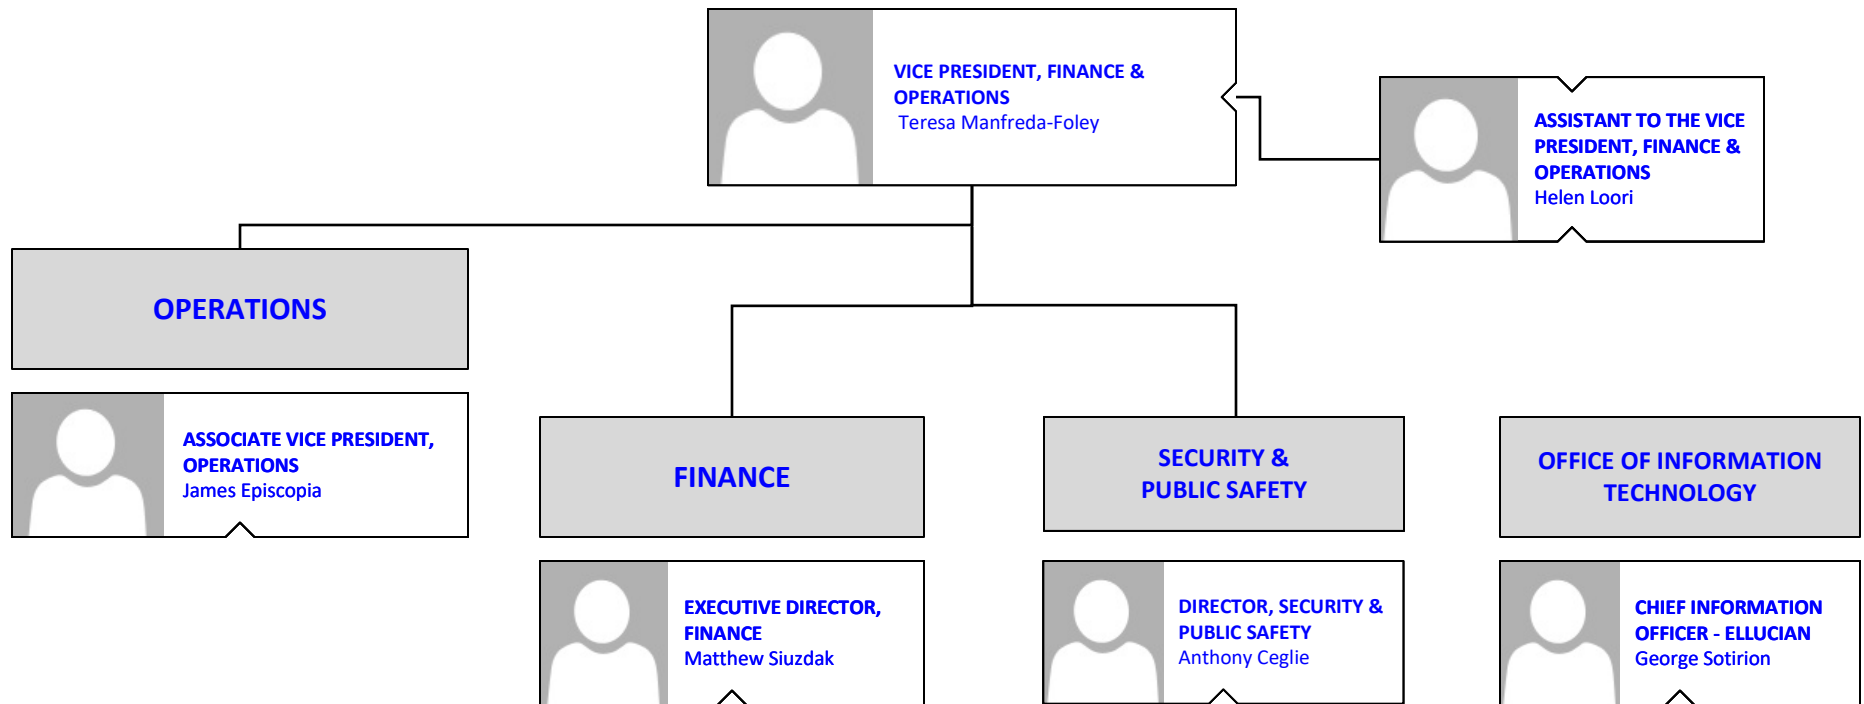 VICE PRESIDENT, FINANCE &
OPERATIONS
Teresa Manfreda-Foley
ASSISTANT TO THE VICE
PRESIDENT, FINANCE &
OPERATIONS
Helen Loori
OPERATIONS
ASSOCIATE VICE PRESIDENT,
OPERATIONS
James Episcopia
FINANCE
EXECUTIVE DIRECTOR,
FINANCE
Matthew Siuzdak
SECURITY &
PUBLIC SAFETY
DIRECTOR, SECURITY &
PUBLIC SAFETY
Anthony Ceglie
OFFICE OF INFORMATION
TECHNOLOGY
CHIEF INFORMATION
OFFICER - ELLUCIAN
George Sotirion